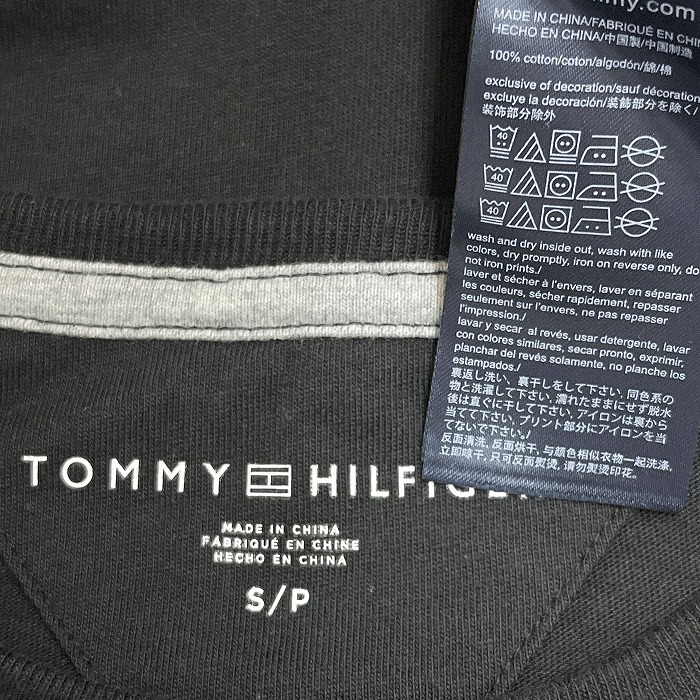 mmy.com
MADE IN CHINA/FABRIQUÉ EN CHI
HECHO EN CHINA/中国製/中国制造
100% cotton/coton/algodón/綿/棉
exclusive of decoration/sauf décoration
excluye la decoración/装飾部分を除く/
装饰部分除外
40
40
40
wash and dry inside out, wash with like
colors, dry promptly, iron on reverse only, do
not iron prints./
laver et sécher à l'envers, laver en séparant
les couleurs, sécher rapidement, repasser
seulement sur l'envers, ne pas repasser
l'impression./
lavar y secar al revés, usar detergente, lavar
con colores similares, secar pronto, exprimir,
planchar del revés solamente, no planche los
estampados./
裏返し洗い、裏干しをして下さい, 同色系の
物と洗濯して下さい, 濡れたままにせず脱水
後は直ぐに干して下さい, アイロンは裏から
当てて下さい, プリント部分にアイロンを当
てないで下さい./
反面清洗, 反面烘干, 与颜色相似衣物一起洗涤,
立即晾干, 只可反面熨烫, 请勿熨烫印花.
TOMMY HILFIGE
MADE IN CHINA
FABRIQUÉ EN CHINE
HECHO EN CHINA
S/P